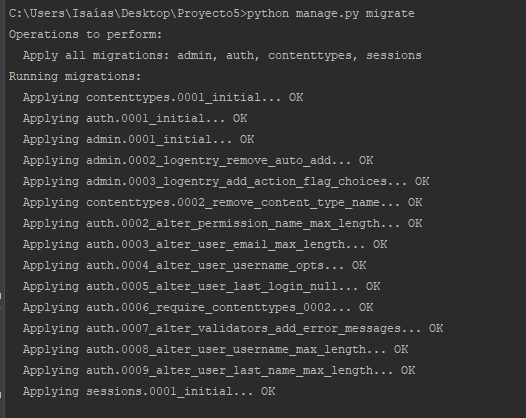 C:\Users\Isaías\Desktop\Proyecto5>python manage.py migrate
Operations to perform:
Apply all migrations: admin, auth, contenttypes, sessions
Running migrations:
Applying contenttypes.0001_initial... OK
Applying auth.0001_initial... OK
Applying admin.0001_initial... OK
Applying admin.0002_logentry_remove_auto_add... OK
Applying admin.0003_logentry_add_action_flag_choices... OK
Applying contenttypes.0002_remove_content_type_name... OK
Applying auth.0002_alter_permission_name_max_length... OK
Applying auth.0003_alter_user_email_max_length... OK
Applying auth.0004_alter_user_username_opts... OK
Applying auth.0005_alter_user_last_login_null... OK
Applying auth.0006_require_contenttypes_0002... OK
Applying auth.0007_alter_validators_add_error_messages... OK
Applying auth.0008_alter_user_username_max_length... OK
Applying auth.0009_alter_user_last_name_max_length... OK
Applying sessions.0001_initial... OK